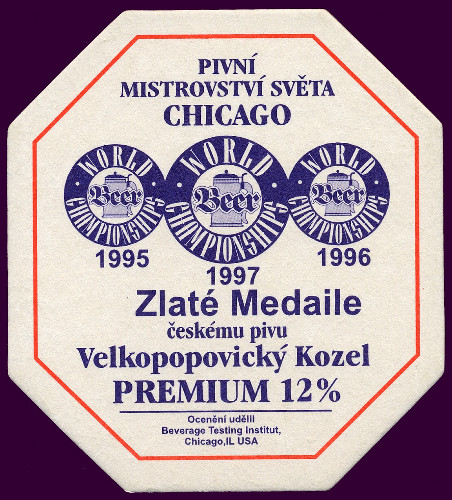 PIVNÍ
MISTROVSTVÍ SVĚTA
CHICAGO
WORLD Beer CHAMPIONSHIPS
WORLD Beer CHAMPIONSHIPS
WORLD Beer CHAMPIONSHIPS
1995
1997
1996
Zlaté Medaile
českému pivu
Velkopopovický Kozel
PREMIUM 12%
Ocenění udělil
Beverage Testing Institut,
Chicago,IL USA